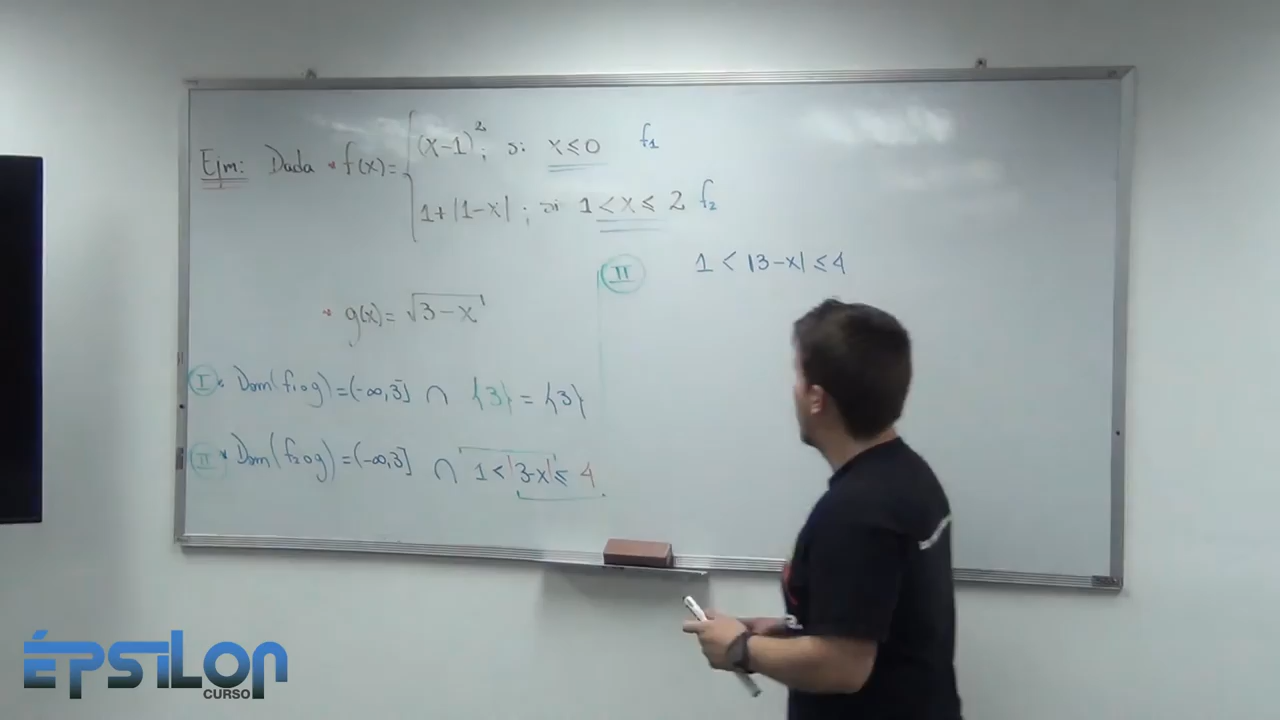 Ejm: Dada • f(x)= { (x-1)²; si x ≤ 0 f₁
1+|1-x|; si 1 < x ≤ 2 f₂
II 1 < |3-x| ≤ 4
• g(x)= √3-x
I • Dom(f₁og)=(-∞,3] ∩ {3} = {3}
II • Dom(f₂og)=(-∞,3] ∩ 1 < |3-x| ≤ 4
ÉPSILON
CURSO